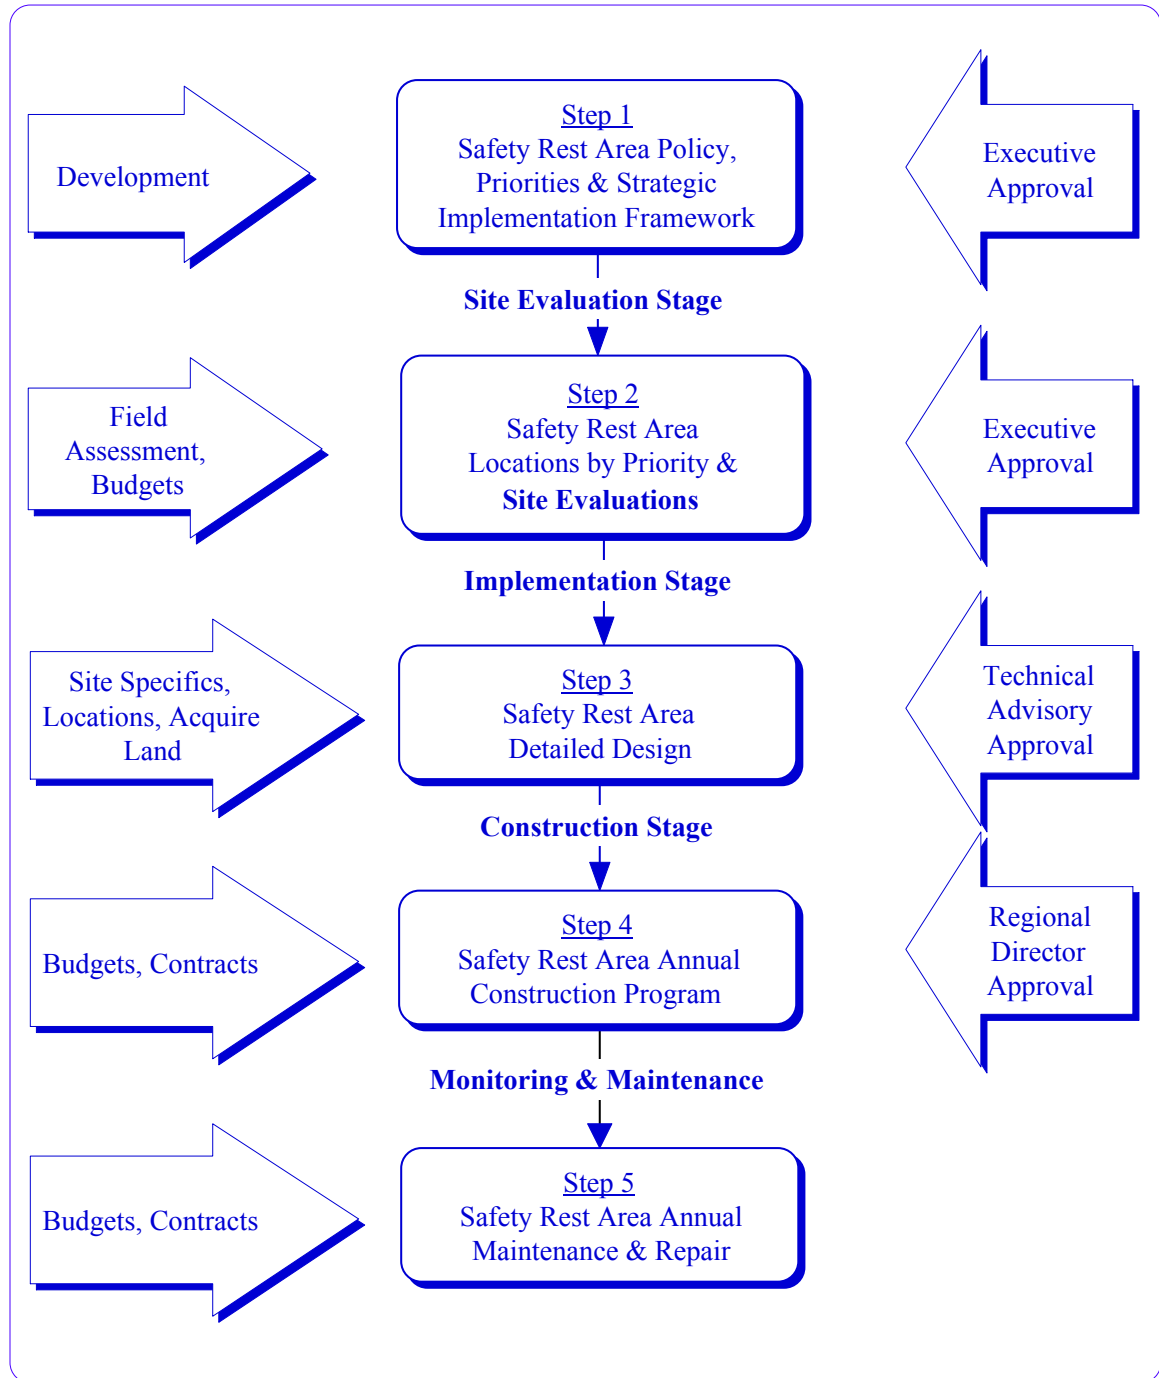 Development
Step 1
Safety Rest Area Policy,
Priorities & Strategic
Implementation Framework
Executive
Approval
Site Evaluation Stage
Field
Assessment,
Budgets
Step 2
Safety Rest Area
Locations by Priority &
Site Evaluations
Executive
Approval
Implementation Stage
Site Specifics,
Locations, Acquire
Land
Step 3
Safety Rest Area
Detailed Design
Technical
Advisory
Approval
Construction Stage
Budgets, Contracts
Step 4
Safety Rest Area Annual
Construction Program
Regional
Director
Approval
Monitoring & Maintenance
Budgets, Contracts
Step 5
Safety Rest Area Annual
Maintenance & Repair